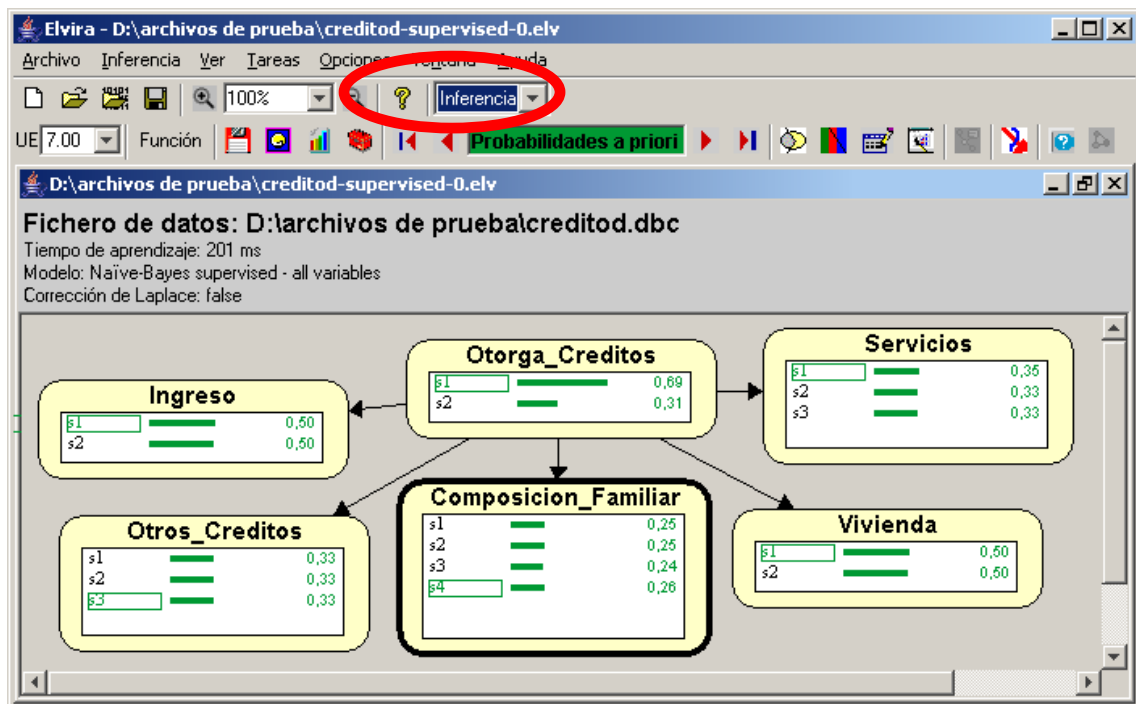 Elvira - D:\archivos de prueba\creditod-supervised-0.elv
Archivo Inferencia Ver Tareas
100% Inferencia
UE 7.00 Función Probabilidades a priori
D:\archivos de prueba\creditod-supervised-0.elv
Fichero de datos: D:\archivos de prueba\creditod.dbc
Tiempo de aprendizaje: 201 ms
Modelo: Naïve-Bayes supervised - all variables
Corrección de Laplace: false
Otorga_Creditos
s1 0,69
s2 0,31
Servicios
s1 0,35
s2 0,33
s3 0,33
Ingreso
s1 0,50
s2 0,50
Otros_Creditos
s1 0,33
s2 0,33
s3 0,33
Composicion_Familiar
s1 0,25
s2 0,25
s3 0,24
s4 0,26
Vivienda
s1 0,50
s2 0,50